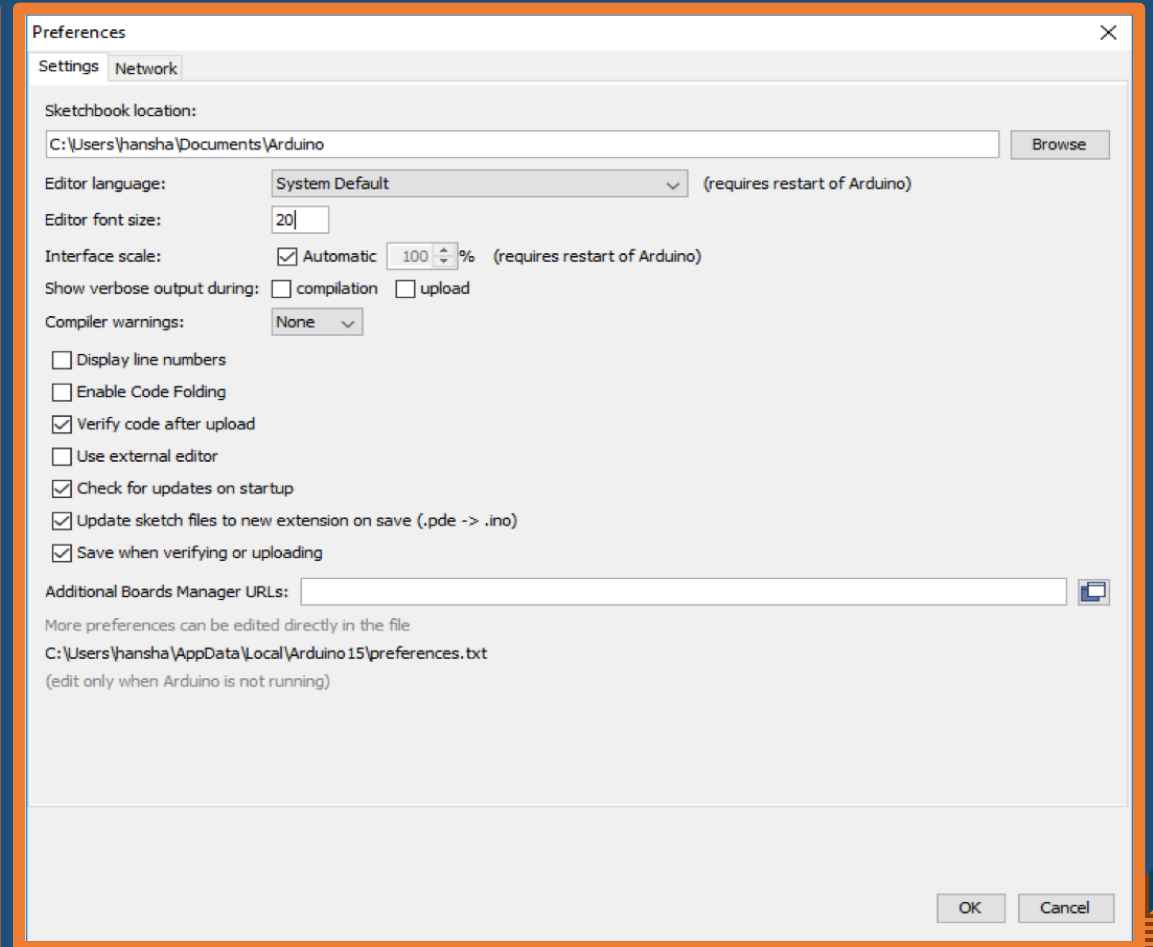 Preferences
Settings Network
Sketchbook location:
C:\Users\hansha\Documents\Arduino Browse
Editor language: System Default (requires restart of Arduino)
Editor font size: 20
Interface scale: Automatic 100 % (requires restart of Arduino)
Show verbose output during: compilation upload
Compiler warnings: None
Display line numbers
Enable Code Folding
Verify code after upload
Use external editor
Check for updates on startup
Update sketch files to new extension on save (.pde -> .ino)
Save when verifying or uploading
Additional Boards Manager URLs:
More preferences can be edited directly in the file
C:\Users\hansha\AppData\Local\Arduino15\preferences.txt
(edit only when Arduino is not running)
OK Cancel